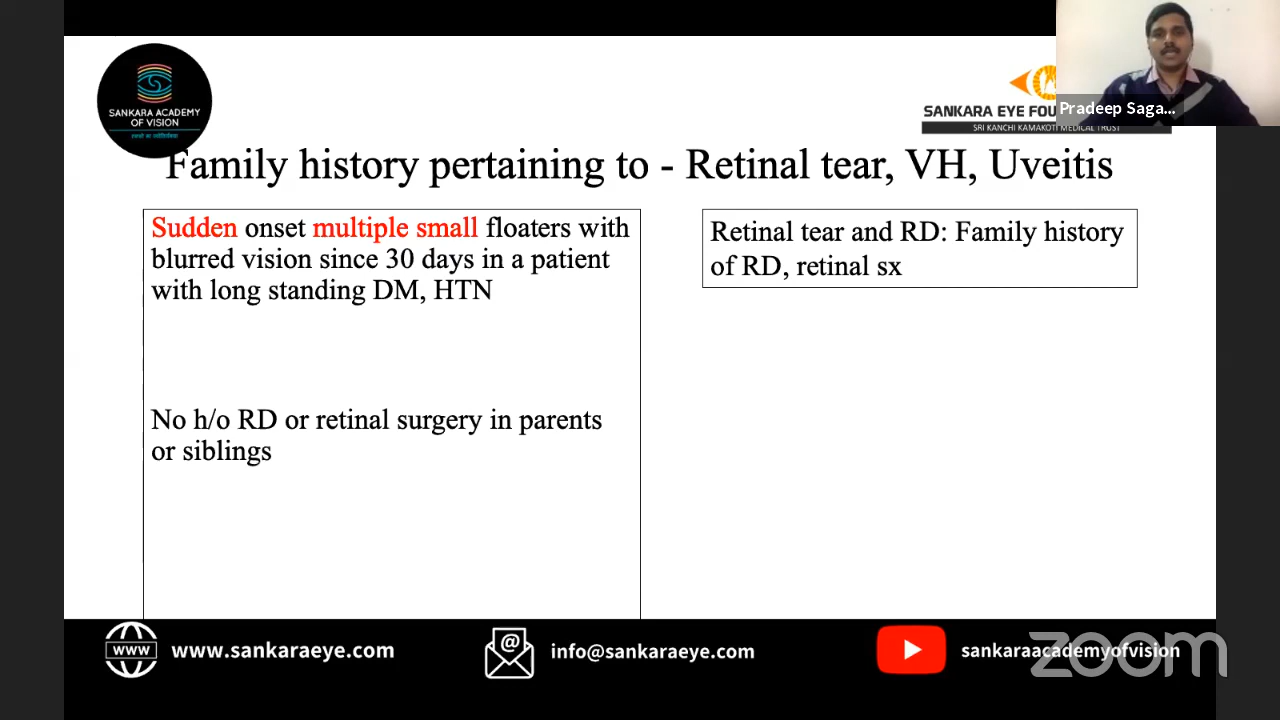 SANKARA ACADEMY
OF VISION
SANKARA EYE FOU
SRI KANCHI KAMAKOTI MEDICAL TRUST
Pradeep Saga...
Family history pertaining to - Retinal tear, VH, Uveitis
Sudden onset multiple small floaters with
blurred vision since 30 days in a patient
with long standing DM, HTN
No h/o RD or retinal surgery in parents
or siblings
Retinal tear and RD: Family history
of RD, retinal sx
www
www.sankaraeye.com
@
info@sankaraeye.com
sankaraacademyofvision
zoom